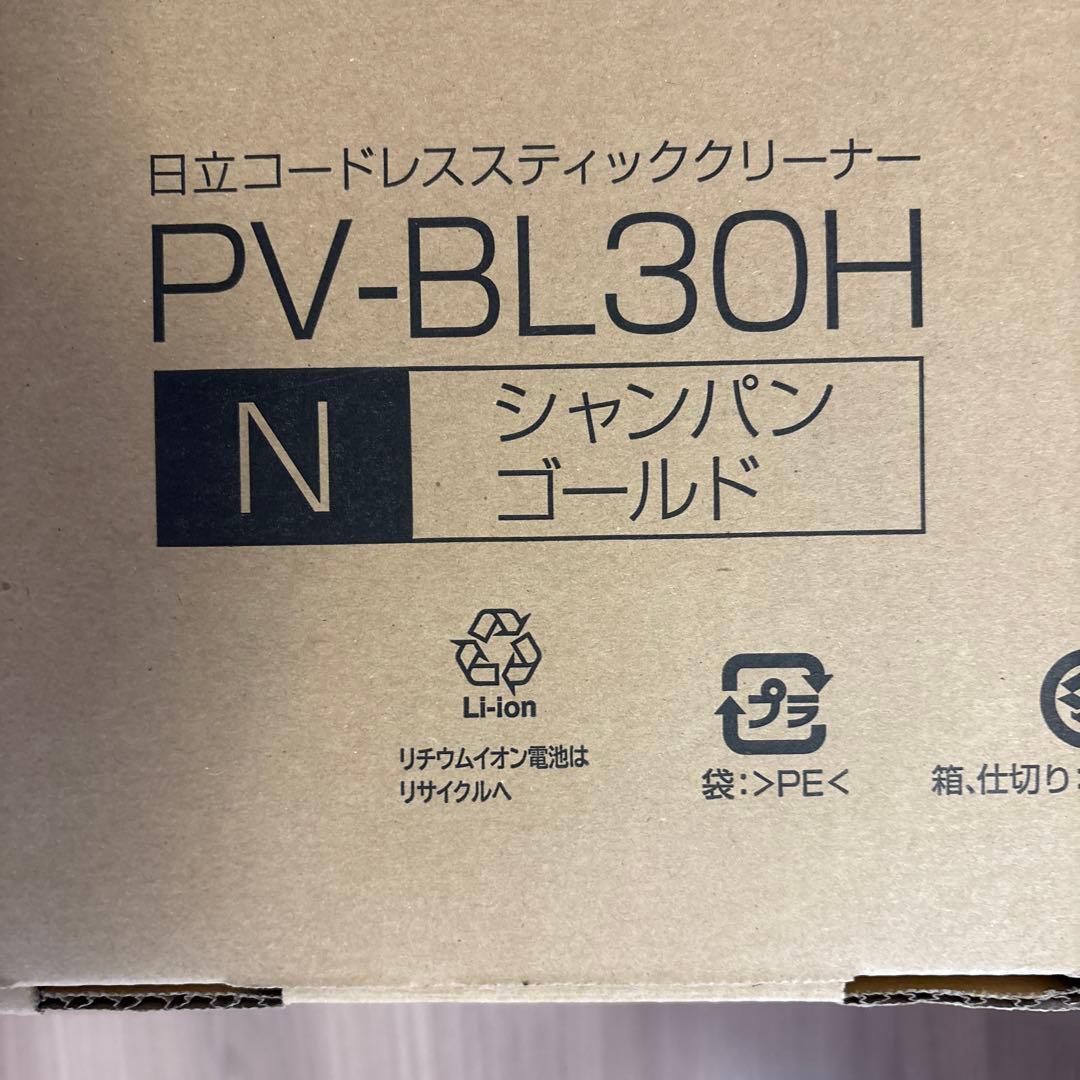 日立コードレススティッククリーナー
PV-BL30H
N
シャンパン
ゴールド
Li-ion
リチウムイオン電池は
リサイクルへ
プラ
袋:>PE<
箱、仕切り